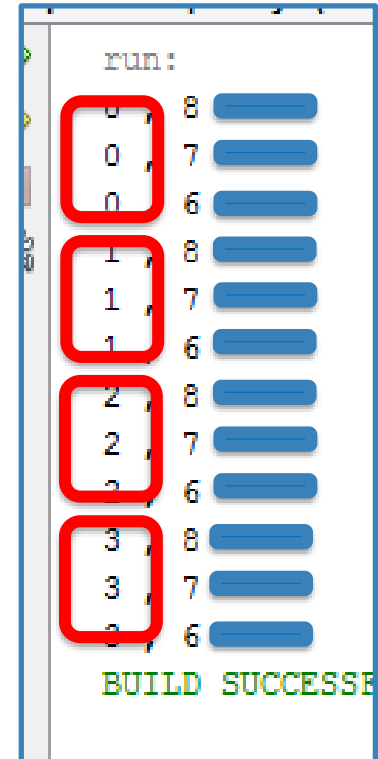 run:
0 , 8
0 , 7
0 , 6
1 , 8
1 , 7
1 , 6
2 , 8
2 , 7
2 , 6
3 , 8
3 , 7
3 , 6
BUILD SUCCESSF